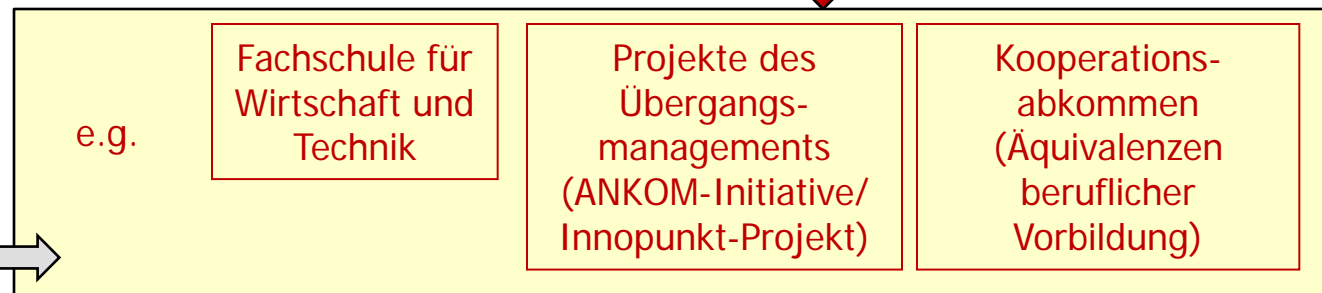 e.g.
Fachschule für
Wirtschaft und
Technik
Projekte des
Übergangs-
managements
(ANKOM-Initiative/
Innopunkt-Projekt)
Kooperations-
abkommen
(Äquivalenzen
beruflicher
Vorbildung)